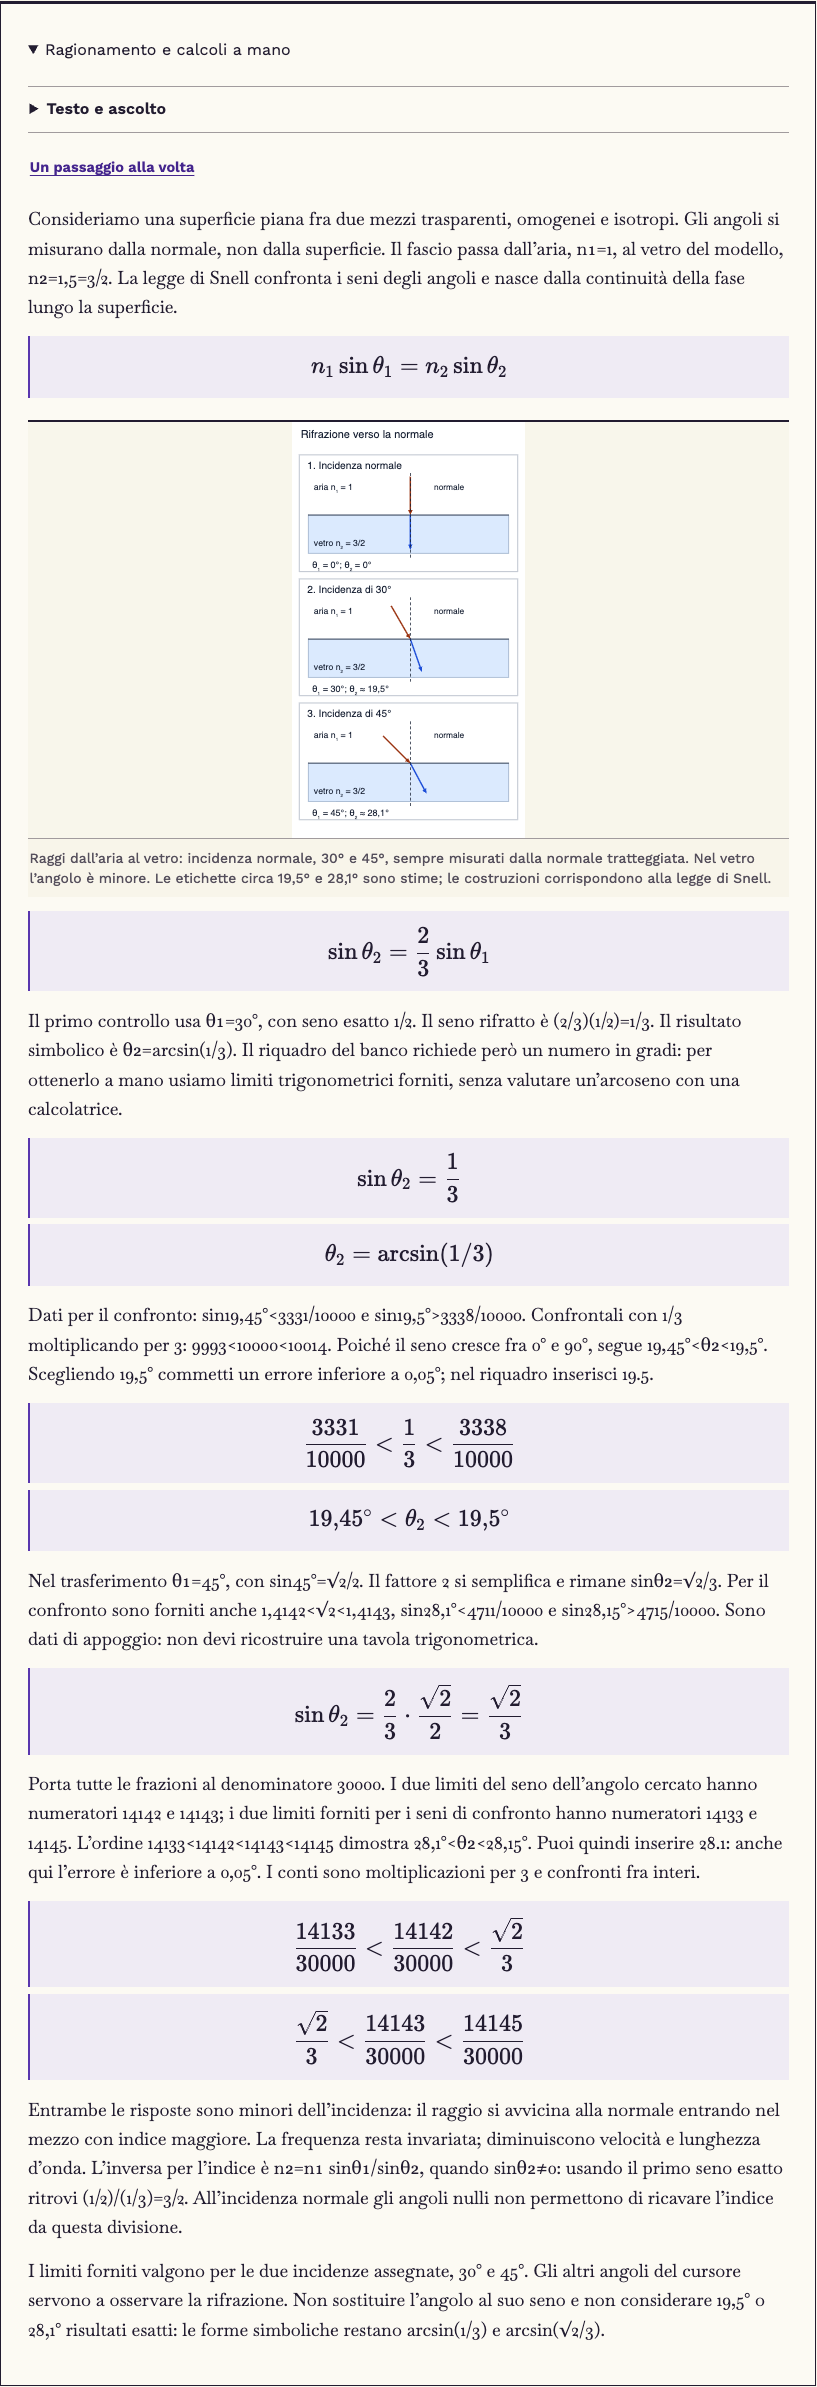 ▼ Ragionamento e calcoli a mano
▶ Testo e ascolto
Un passaggio alla volta
Consideriamo una superficie piana fra due mezzi trasparenti, omogenei e isotropi. Gli angoli si
misurano dalla normale, non dalla superficie. Il fascio passa dall’aria, n1=1, al vetro del modello,
n2=1,5=3/2. La legge di Snell confronta i seni degli angoli e nasce dalla continuità della fase
lungo la superficie.
n₁ sin θ₁ = n₂ sin θ₂
Rifrazione verso la normale
1. Incidenza normale
aria n₁ = 1 normale
vetro n₂ = 3/2
θ₁ = 0°; θ₂ = 0°
2. Incidenza di 30°
aria n₁ = 1 normale
vetro n₂ = 3/2
θ₁ = 30°; θ₂ ≈ 19,5°
3. Incidenza di 45°
aria n₁ = 1 normale
vetro n₂ = 3/2
θ₁ = 45°; θ₂ ≈ 28,1°
Raggi dall’aria al vetro: incidenza normale, 30° e 45°, sempre misurati dalla normale tratteggiata. Nel vetro
l’angolo è minore. Le etichette circa 19,5° e 28,1° sono stime; le costruzioni corrispondono alla legge di Snell.
sin θ₂ = 2/3 sin θ₁
Il primo controllo usa θ1=30°, con seno esatto 1/2. Il seno rifratto è (2/3)(1/2)=1/3. Il risultato
simbolico è θ2=arcsin(1/3). Il riquadro del banco richiede però un numero in gradi: per
ottenerlo a mano usiamo limiti trigonometrici forniti, senza valutare un’arcoseno con una
calcolatrice.
sin θ₂ = 1/3
θ₂ = arcsin(1/3)
Dati per il confronto: sin19,45°<3331/10000 e sin19,5°>3338/10000. Confrontali con 1/3
moltiplicando per 3: 9993<10000<10014. Poiché il seno cresce fra 0° e 90°, segue 19,45°<θ2<19,5°.
Scegliendo 19,5° commetti un errore inferiore a 0,05°; nel riquadro inserisci 19.5.
3331/10000 < 1/3 < 3338/10000
19,45° < θ₂ < 19,5°
Nel trasferimento θ1=45°, con sin45°=√2/2. Il fattore 2 si semplifica e rimane sinθ2=√2/3. Per il
confronto sono forniti anche 1,4142<√2<1,4143, sin28,1°<4711/10000 e sin28,15°>4715/10000. Sono
dati di appoggio: non devi ricostruire una tavola trigonometrica.
sin θ₂ = 2/3 · √2/2 = √2/3
Porta tutte le frazioni al denominatore 30000. I due limiti del seno dell’angolo cercato hanno
numeratori 14142 e 14143; i due limiti forniti per i seni di confronto hanno numeratori 14133 e
14145. L’ordine 14133<14142<14143<14145 dimostra 28,1°<θ2<28,15°. Puoi quindi inserire 28.1: anche
qui l’errore è inferiore a 0,05°. I conti sono moltiplicazioni per 3 e confronti fra interi.
14133/30000 < 14142/30000 < √2/3
√2/3 < 14143/30000 < 14145/30000
Entrambe le risposte sono minori dell’incidenza: il raggio si avvicina alla normale entrando nel
mezzo con indice maggiore. La frequenza resta invariata; diminuiscono velocità e lunghezza
d’onda. L’inversa per l’indice è n2=n1 sinθ1/sinθ2, quando sinθ2≠0: usando il primo seno esatto
ritrovi (1/2)/(1/3)=3/2. All’incidenza normale gli angoli nulli non permettono di ricavare l’indice
da questa divisione.
I limiti forniti valgono per le due incidenze assegnate, 30° e 45°. Gli altri angoli del cursore
servono a osservare la rifrazione. Non sostituire l’angolo al suo seno e non considerare 19,5° o
28,1° risultati esatti: le forme simboliche restano arcsin(1/3) e arcsin(√2/3).